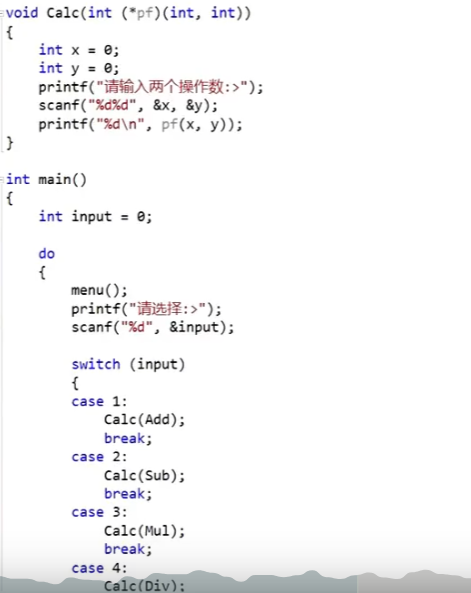 void Calc(int (*pf)(int, int))
{
    int x = 0;
    int y = 0;
    printf("请输入两个操作数:>");
    scanf("%d%d", &x, &y);
    printf("%d\n", pf(x, y));
}

int main()
{
    int input = 0;

    do
    {
        menu();
        printf("请选择:>");
        scanf("%d", &input);

        switch (input)
        {
        case 1:
            Calc(Add);
            break;
        case 2:
            Calc(Sub);
            break;
        case 3:
            Calc(Mul);
            break;
        case 4:
            Calc(Div);